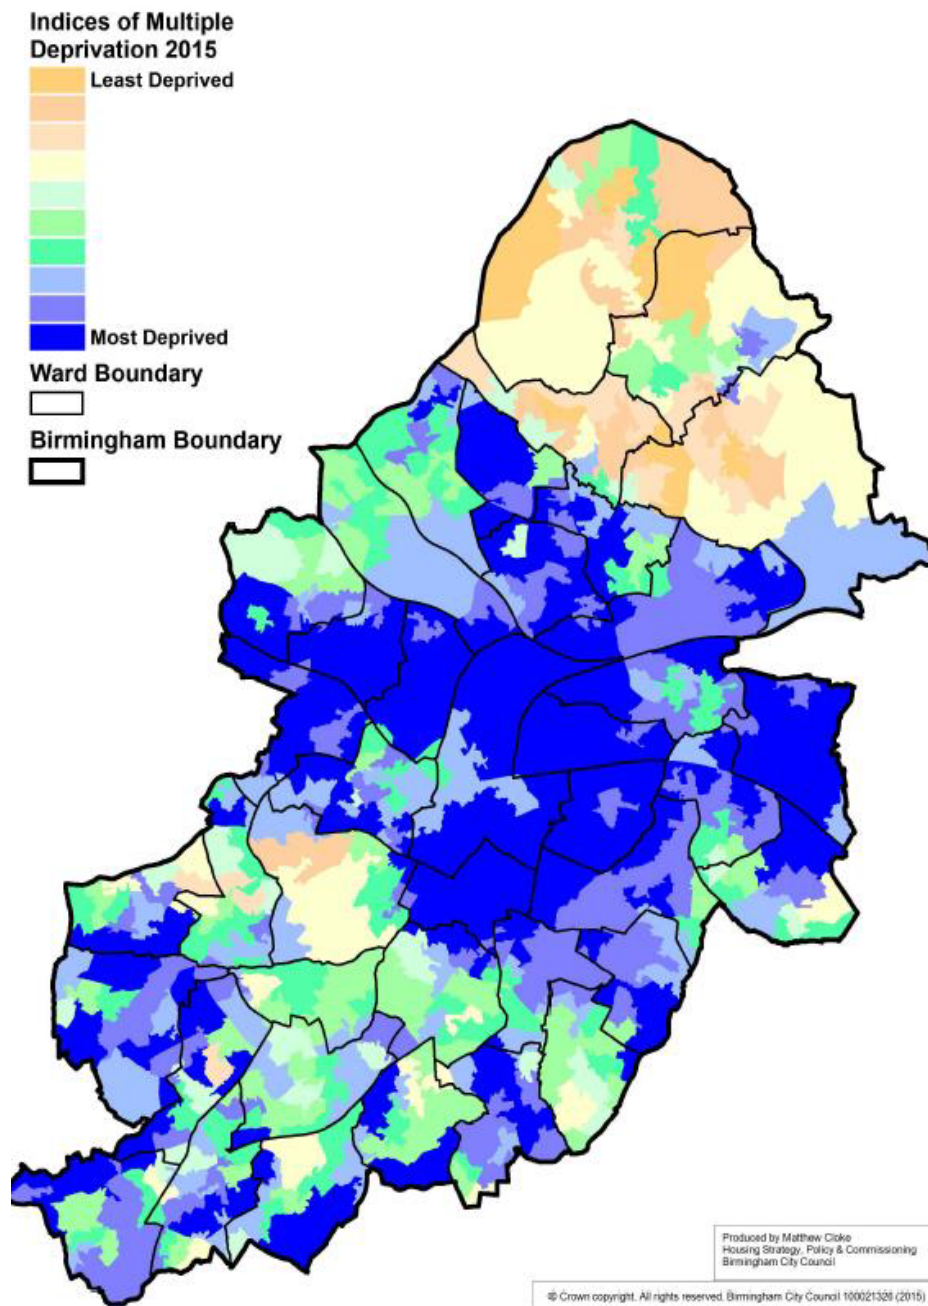 Indices of Multiple
Deprivation 2015
Least Deprived
Most Deprived
Ward Boundary
Birmingham Boundary
Produced by Matthew Cloke
Housing Strategy, Policy & Commissioning
Birmingham City Council
© Crown copyright. All rights reserved. Birmingham City Council 100021326 (2015)